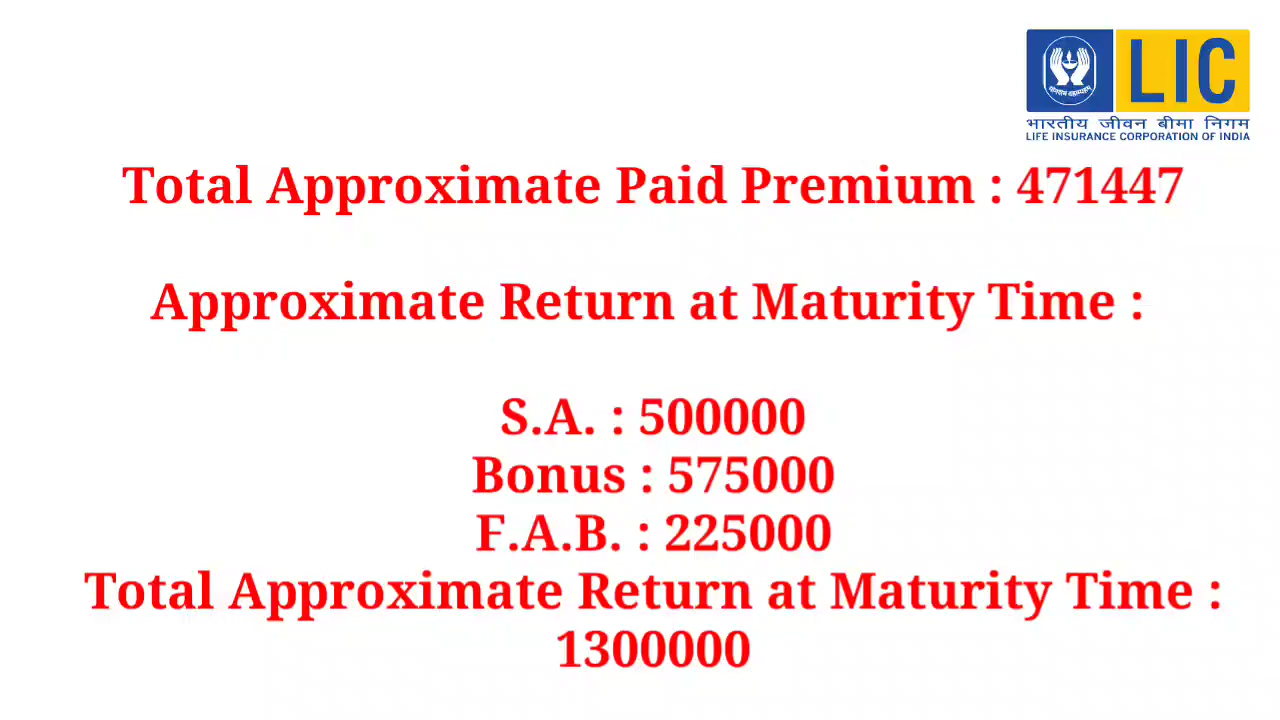 LIC
भारतीय जीवन बीमा निगम
LIFE INSURANCE CORPORATION OF INDIA
Total Approximate Paid Premium : 471447
Approximate Return at Maturity Time :
S.A. : 500000
Bonus : 575000
F.A.B. : 225000
Total Approximate Return at Maturity Time :
1300000